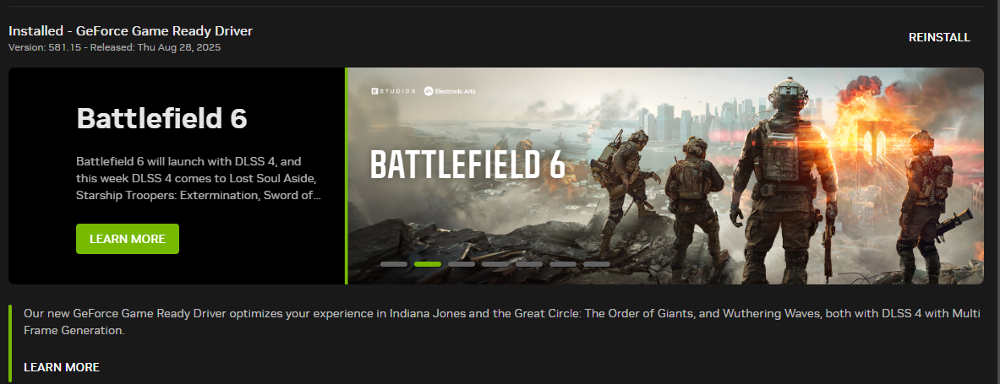 Installed - GeForce Game Ready Driver
REINSTALL
Version: 581.15 - Released: Thu Aug 28, 2025
STUDIOS
EA Electronic Arts
Battlefield 6
Battlefield 6 will launch with DLSS 4, and
this week DLSS 4 comes to Lost Soul Aside,
Starship Troopers: Extermination, Sword of...
BATTLEFIELD™ 6
LEARN MORE
Our new GeForce Game Ready Driver optimizes your experience in Indiana Jones and the Great Circle: The Order of Giants, and Wuthering Waves, both with DLSS 4 with Multi
Frame Generation.
LEARN MORE